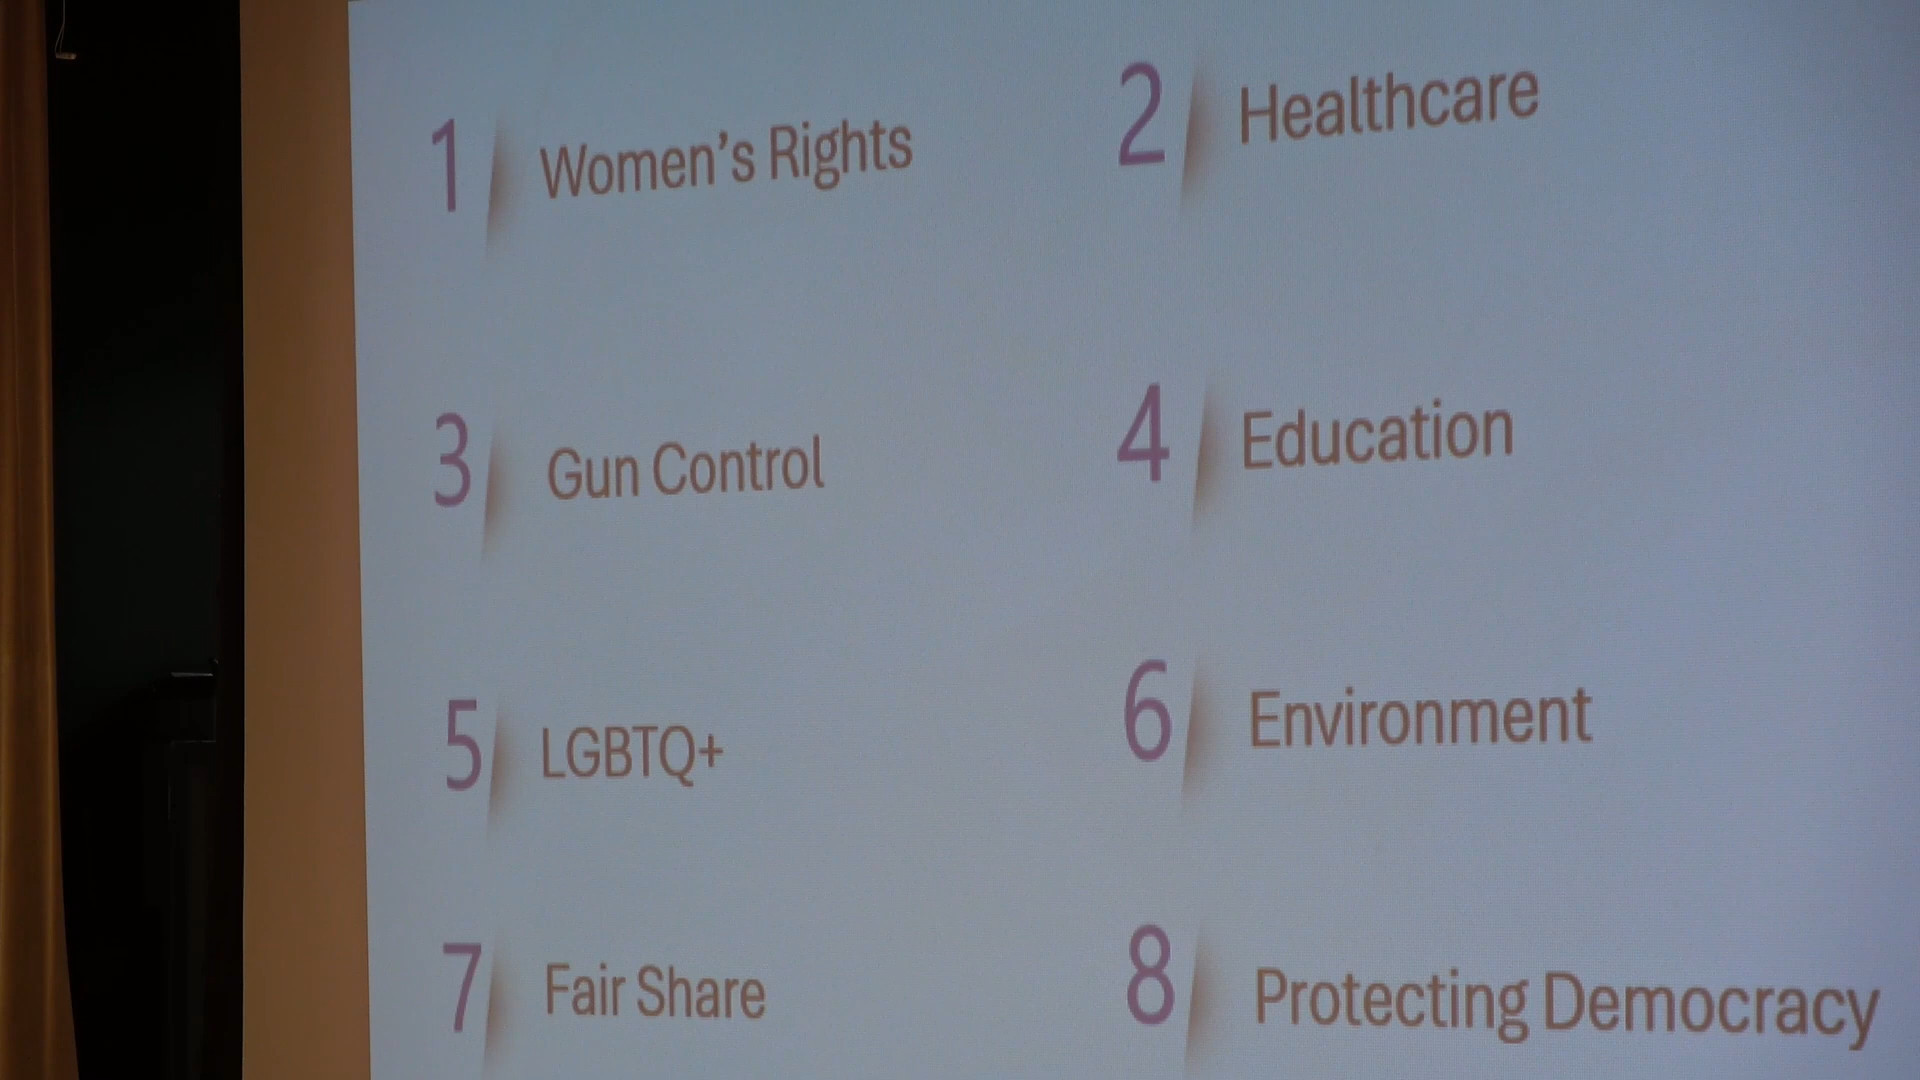 1 Women’s Rights
2 Healthcare
3 Gun Control
4 Education
5 LGBTQ+
6 Environment
7 Fair Share
8 Protecting Democracy